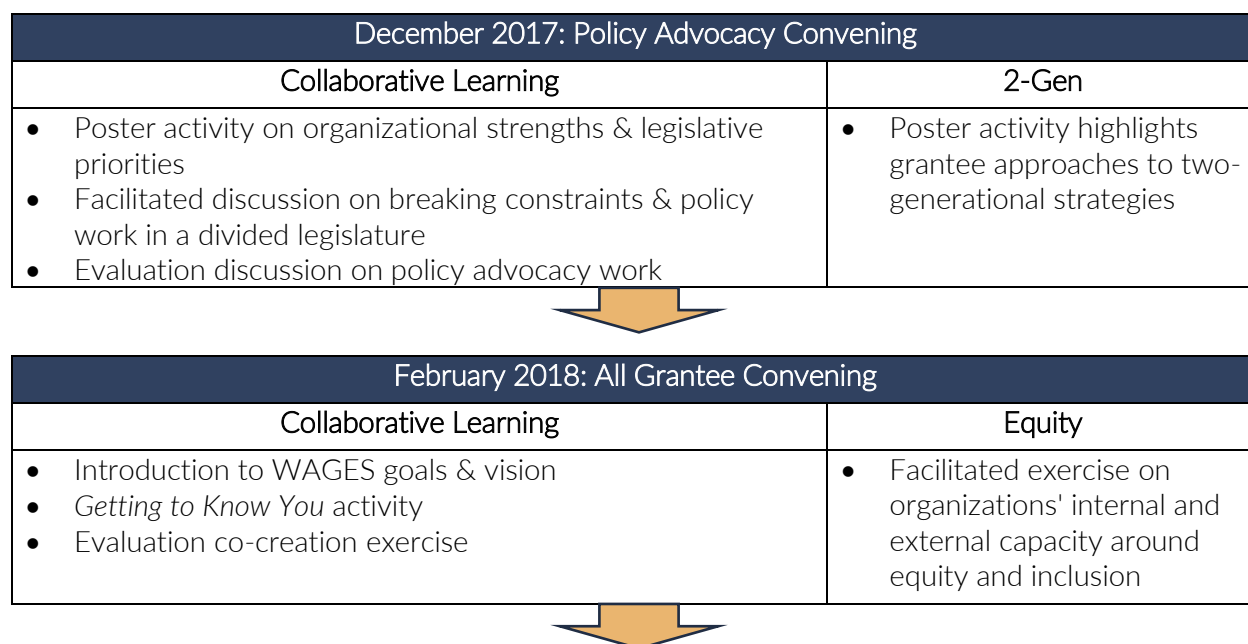 December 2017: Policy Advocacy Convening
Collaborative Learning
2-Gen
• Poster activity on organizational strengths & legislative
priorities
• Facilitated discussion on breaking constraints & policy
work in a divided legislature
• Evaluation discussion on policy advocacy work
• Poster activity highlights
grantee approaches to two-
generational strategies
February 2018: All Grantee Convening
Collaborative Learning
Equity
• Introduction to WAGES goals & vision
• Getting to Know You activity
• Evaluation co-creation exercise
• Facilitated exercise on
organizations' internal and
external capacity around
equity and inclusion